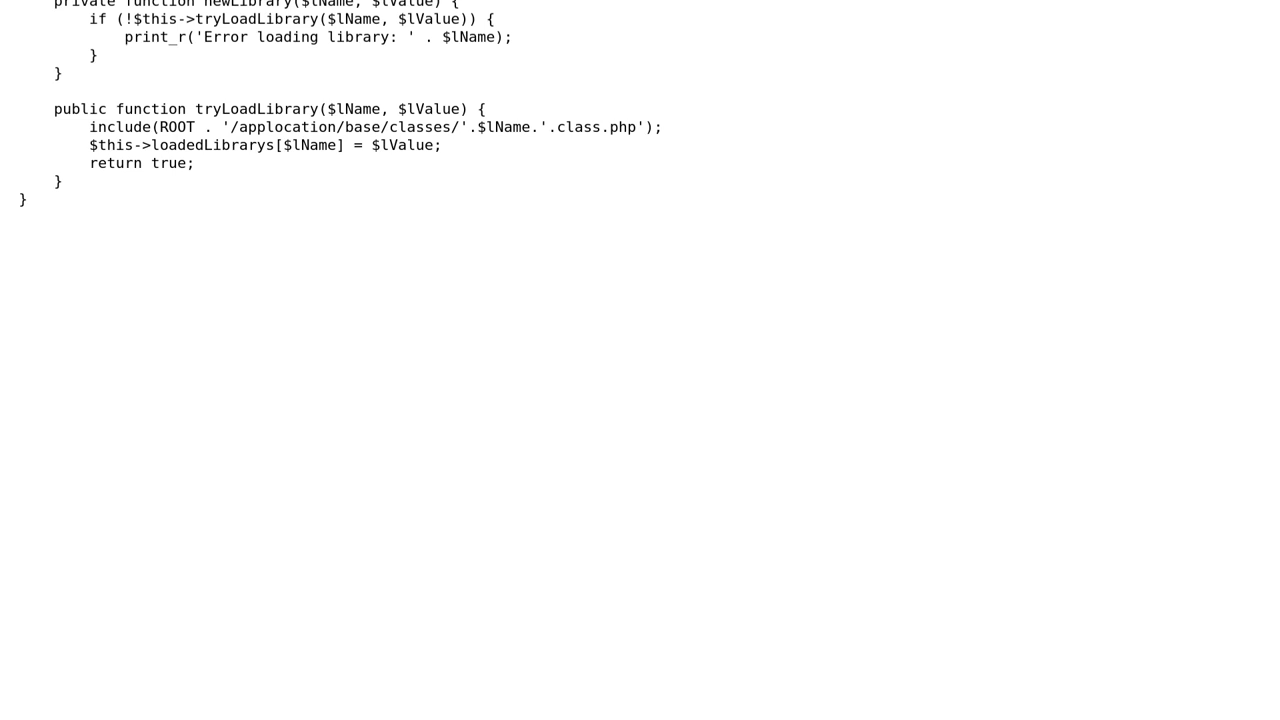 private function newLibrary($lName, $lValue) {
        if (!$this->tryLoadLibrary($lName, $lValue)) {
            print_r('Error loading library: ' . $lName);
        }
    }

    public function tryLoadLibrary($lName, $lValue) {
        include(ROOT . '/applocation/base/classes/'.$lName.'.class.php');
        $this->loadedLibrarys[$lName] = $lValue;
        return true;
    }
}